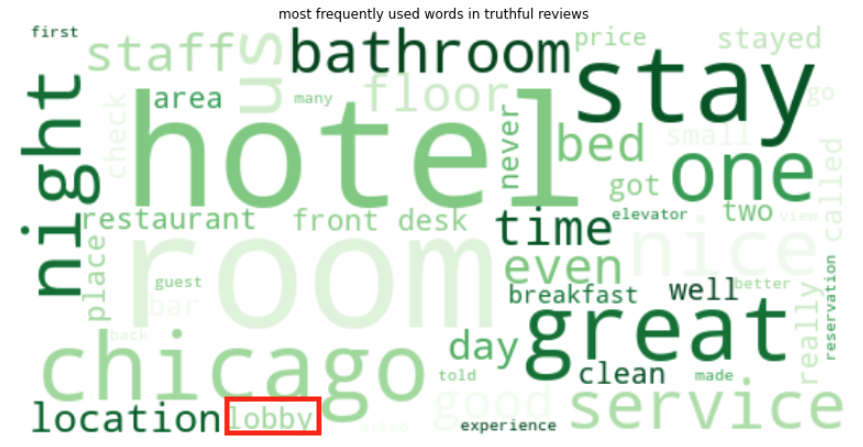 most frequently used words in truthful reviews
first
staff
us
bathroom
price
stayed
stay
go
night
check
area
many
floor
hotel
never
bed
small
one
called
got
restaurant
front desk
time
elevator
two
view
nice
place
room
guest
bar
even
breakfast
well
better
reservation
back
great
really
chicago
day
told
clean
made
location
lobby
good
asked
experience
service